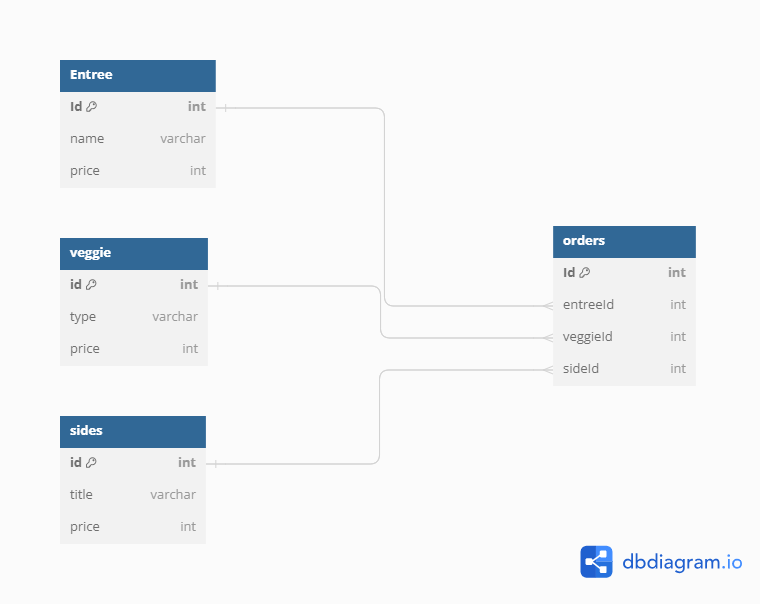 Entree
Id int
name varchar
price int
veggie
id int
type varchar
price int
sides
id int
title varchar
price int
orders
Id int
entreeId int
veggieId int
sideId int
dbdiagram.io